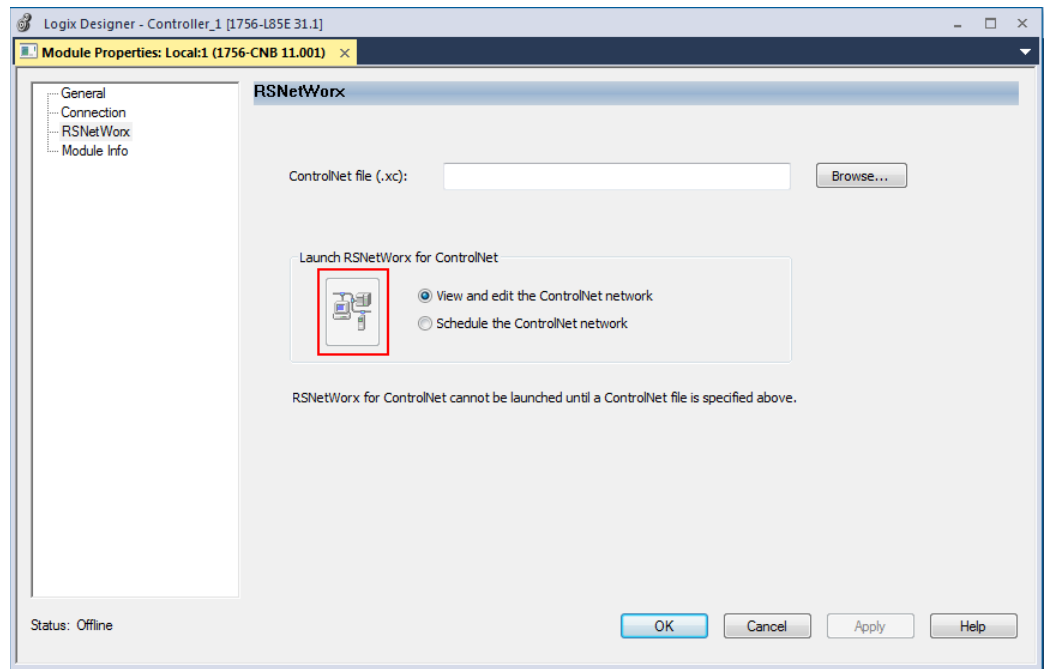 Logix Designer - Controller_1 [1756-L85E 31.1]
Module Properties: Local:1 (1756-CNB 11.001)
General
Connection
RSNetWorx
Module Info
RSNetWorx
ControlNet file (.xc):
Browse...
Launch RSNetWorx for ControlNet
View and edit the ControlNet network
Schedule the ControlNet network
RSNetWorx for ControlNet cannot be launched until a ControlNet file is specified above.
Status: Offline
OK
Cancel
Apply
Help